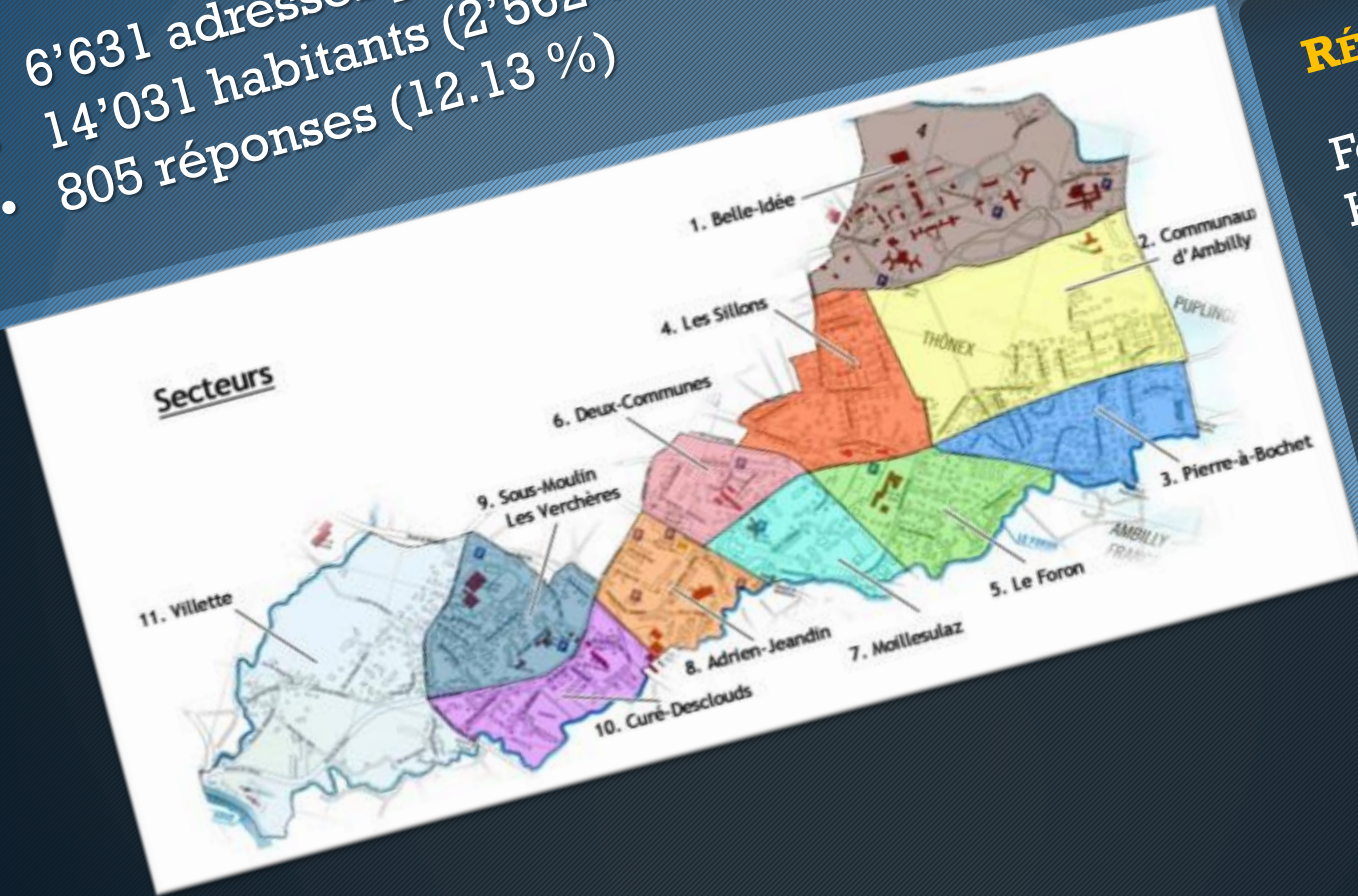 6’631 adresses
14’031 habitants (2’562
• 805 réponses (12.13 %)
Secteurs
1. Belle-Idée
2. Communaux
d'Ambilly
4. Les Sillons
PUPLINGE
THÔNEX
6. Deux-Communes
3. Pierre-à-Bochet
9. Sous-Moulin
Les Verchères
AMBILLY
FRANCE
5. Le Foron
11. Villette
7. Moillesulaz
8. Adrien-Jeandin
10. Curé-Desclouds